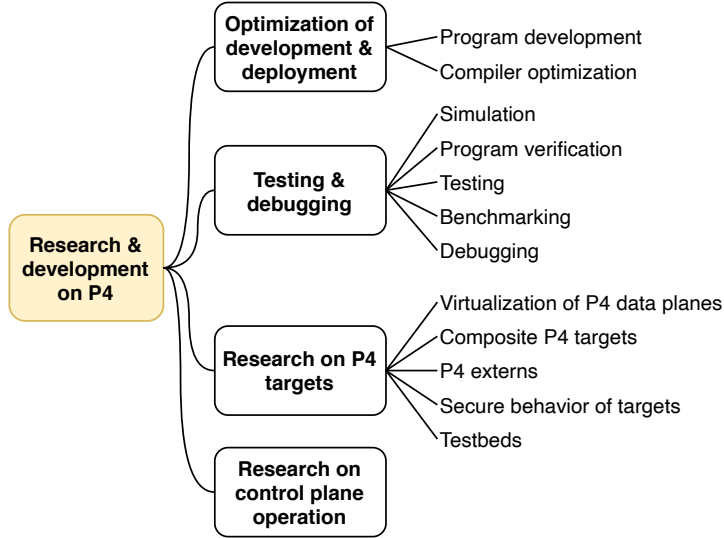 Research &
development
on P4
Optimization of
development &
deployment
Program development
Compiler optimization
Testing &
debugging
Simulation
Program verification
Testing
Benchmarking
Debugging
Research on P4
targets
Virtualization of P4 data planes
Composite P4 targets
P4 externs
Secure behavior of targets
Testbeds
Research on
control plane
operation